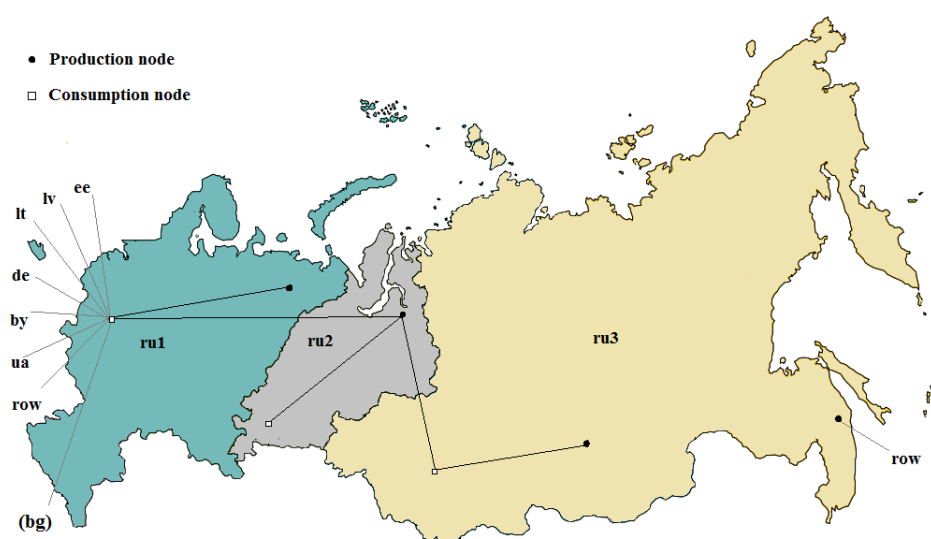 Production node
Consumption node
ee
lv
lt
de
by
ru1
ru2
ru3
ua
row
row
(bg)